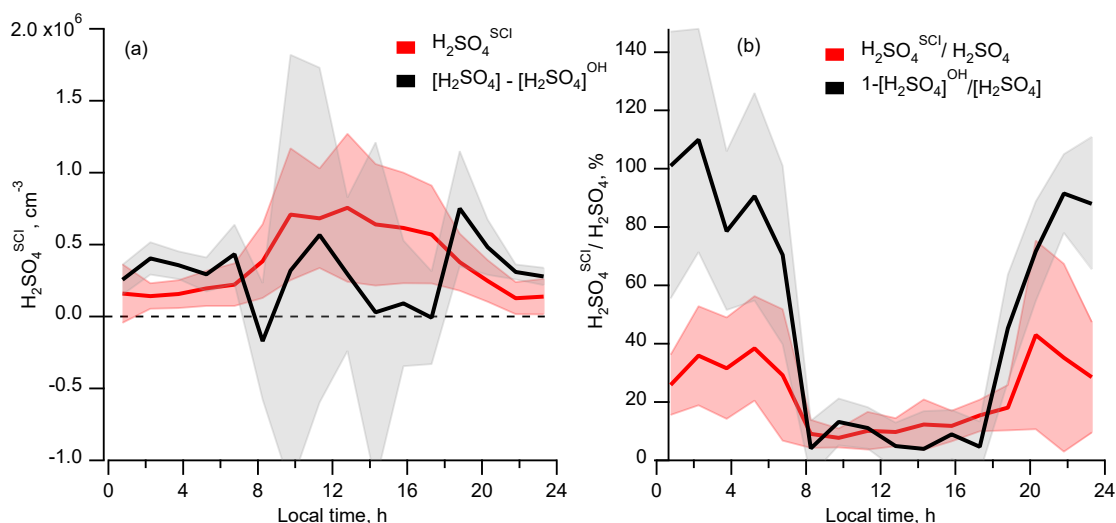 (a)
H₂SO₄^SCI
[H₂SO₄] - [H₂SO₄]^OH
2.0 x10⁶
1.5
1.0
0.5
0.0
-0.5
-1.0
H₂SO₄^SCI, cm⁻³
0 4 8 12 16 20 24
Local time, h
(b)
H₂SO₄^SCI/ H₂SO₄
1-[H₂SO₄]^OH/[H₂SO₄]
140
120
100
80
60
40
20
0
H₂SO₄^SCI/ H₂SO₄, %
0 4 8 12 16 20 24
Local time, h